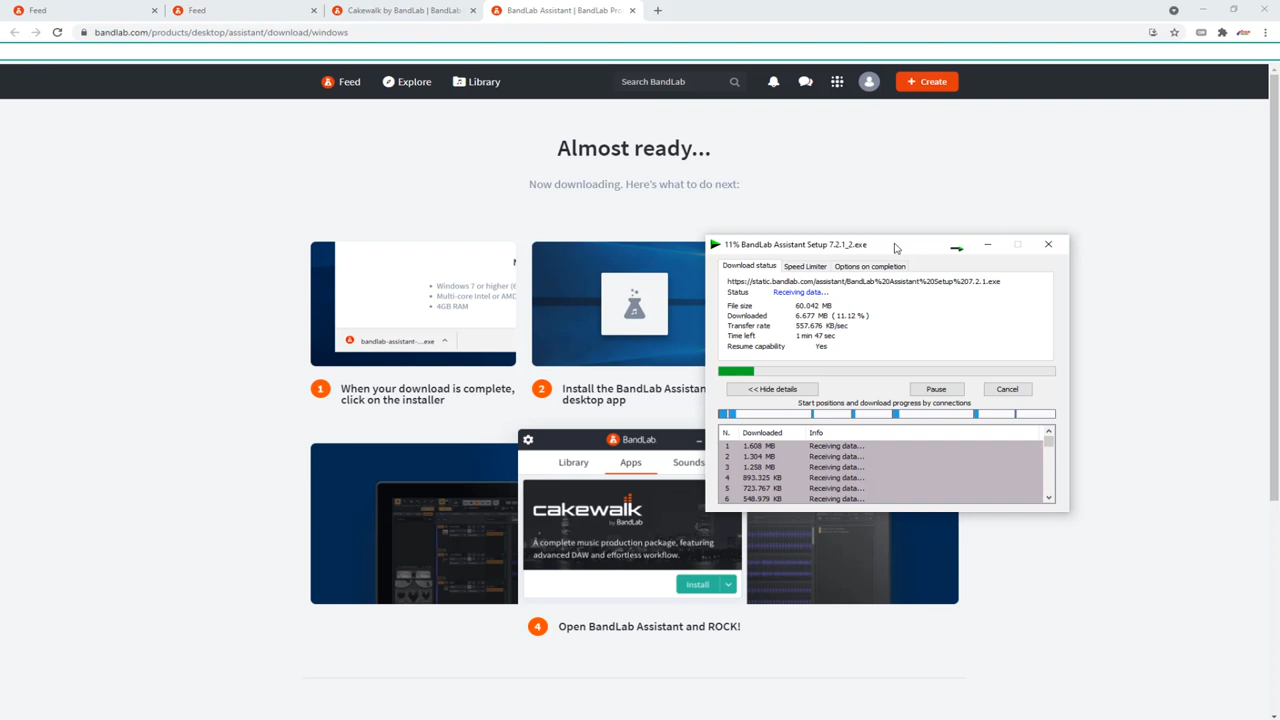 Feed
Feed
Cakewalk by BandLab | BandLab
BandLab Assistant | BandLab Pro
bandlab.com/products/desktop/assistant/download/windows
Feed
Explore
Library
Search BandLab
+ Create
Almost ready...
Now downloading. Here's what to do next:
Windows 7 or higher (6
Multi-core Intel or AMD
4GB RAM
bandlab-assistant-....exe
1 When your download is complete,
click on the installer
2 Install the BandLab Assistant
desktop app
11% BandLab Assistant Setup 7.2.1_2.exe
Download status
Speed Limiter
Options on completion
https://static.bandlab.com/assistant/BandLab%20Assistant%20Setup%207.2.1.exe
Status Receiving data...
File size 60.042 MB
Downloaded 6.677 MB ( 11.12 % )
Transfer rate 557.676 KB/sec
Time left 1 min 47 sec
Resume capability Yes
<< Hide details
Pause
Cancel
Start positions and download progress by connections
N. Downloaded Info
1 1.608 MB Receiving data...
2 1.304 MB Receiving data...
3 1.258 MB Receiving data...
4 893.325 KB Receiving data...
5 723.767 KB Receiving data...
6 548.979 KB Receiving data...
BandLab
Library
Apps
Sounds
cakewalk
by BandLab
A complete music production package, featuring
advanced DAW and effortless workflow.
Install
4 Open BandLab Assistant and ROCK!